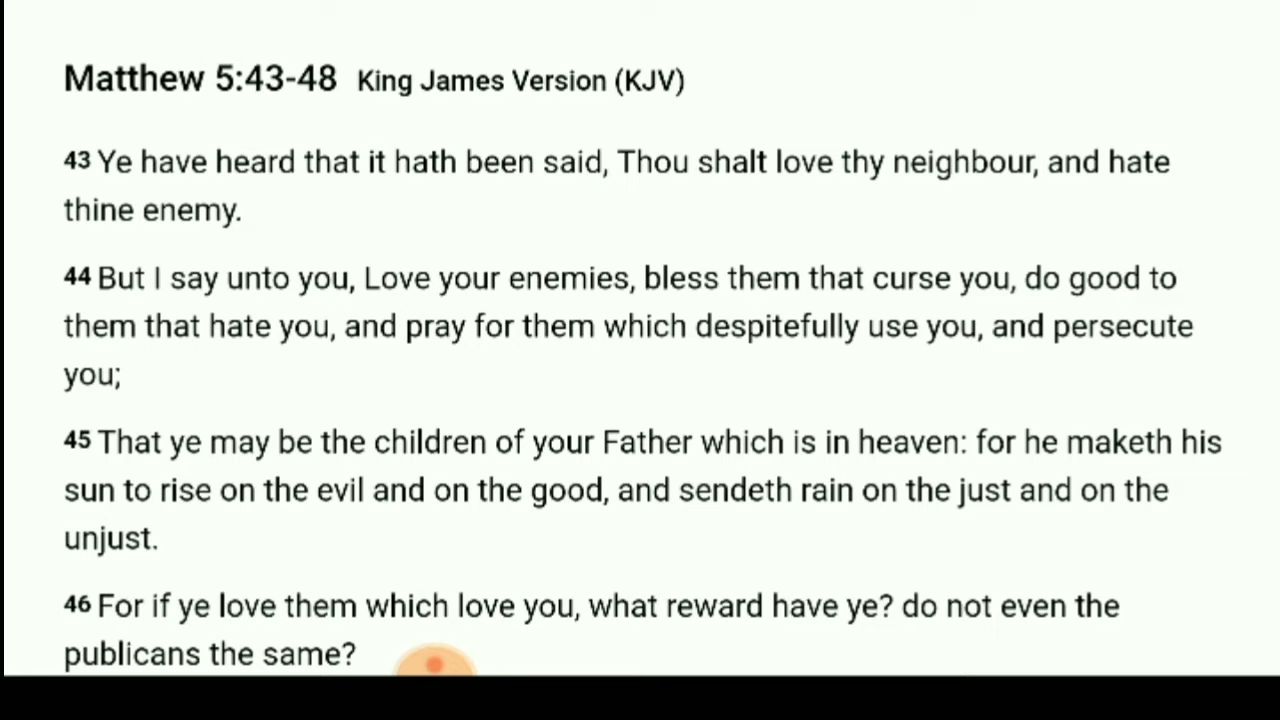 Matthew 5:43-48 King James Version (KJV)
43 Ye have heard that it hath been said, Thou shalt love thy neighbour, and hate
thine enemy.
44 But I say unto you, Love your enemies, bless them that curse you, do good to
them that hate you, and pray for them which despitefully use you, and persecute
you;
45 That ye may be the children of your Father which is in heaven: for he maketh his
sun to rise on the evil and on the good, and sendeth rain on the just and on the
unjust.
46 For if ye love them which love you, what reward have ye? do not even the
publicans the same?